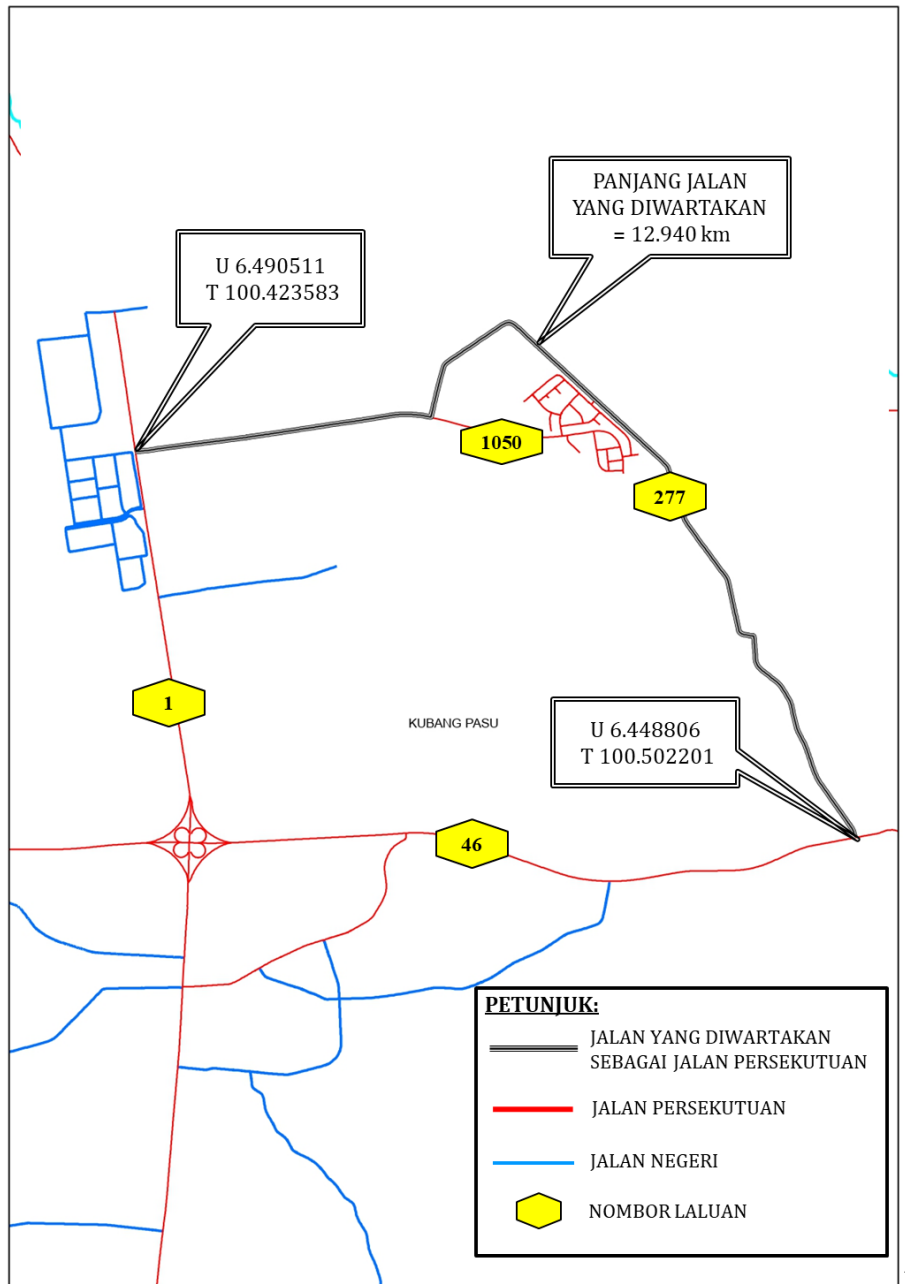 PANJANG JALAN
YANG DIWARTAKAN
= 12.940 km
U 6.490511
T 100.423583
1050
277
1
KUBANG PASU
U 6.448806
T 100.502201
46
PETUNJUK:
JALAN YANG DIWARTAKAN
SEBAGAI JALAN PERSEKUTUAN
JALAN PERSEKUTUAN
JALAN NEGERI
NOMBOR LALUAN